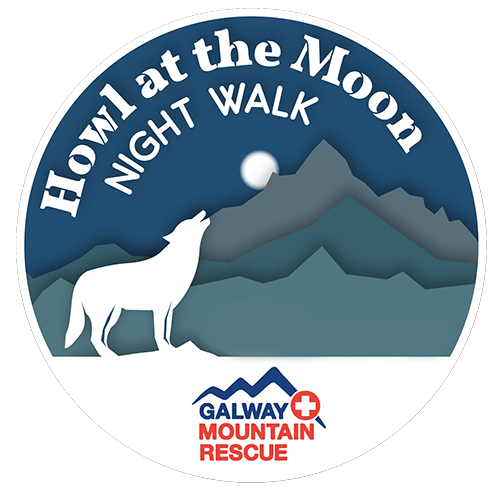 Howl at the Moon
NIGHT WALK
GALWAY
MOUNTAIN
RESCUE